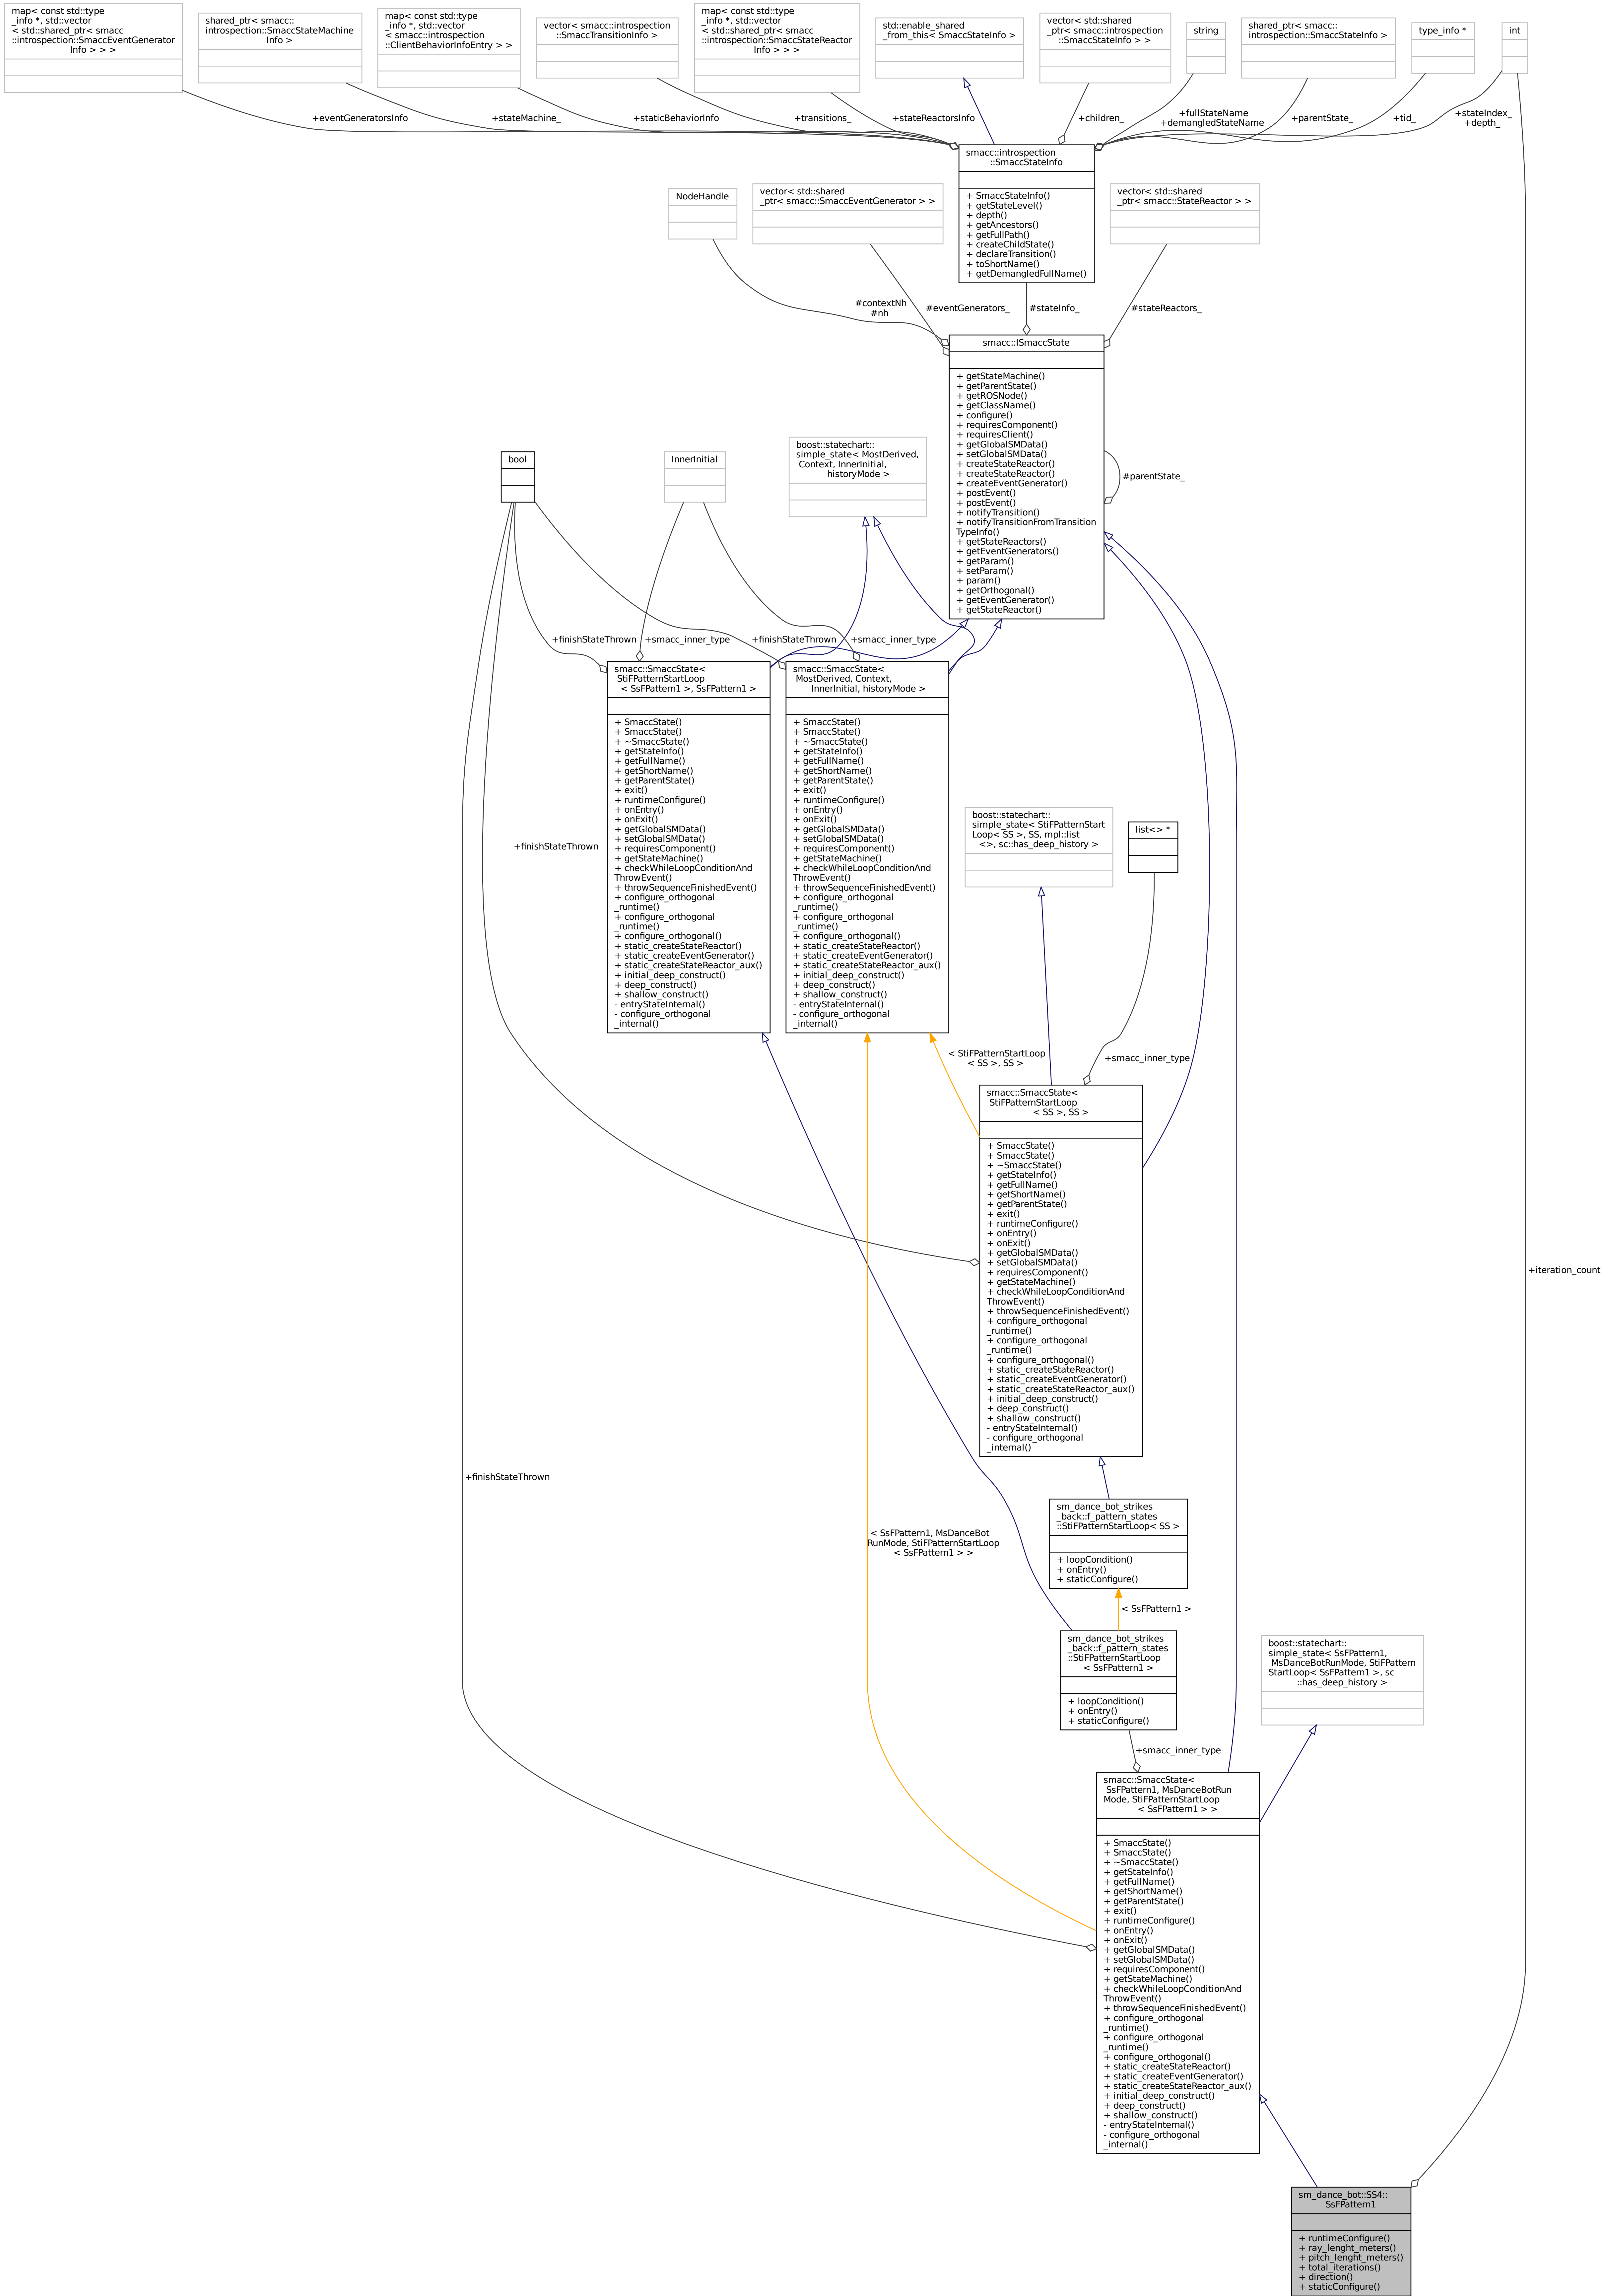 map< const std::type
_info *, std::vector
< std::shared_ptr< smacc
::introspection::SmaccEventGenerator
Info > > >
shared_ptr< smacc::
introspection::SmaccStateMachine
Info >
map< const std::type
_info *, std::vector
< smacc::introspection
::ClientBehaviorInfoEntry > >
vector< smacc::introspection
::SmaccTransitionInfo >
map< const std::type
_info *, std::vector
< std::shared_ptr< smacc
::introspection::SmaccStateReactor
Info > > >
std::enable_shared
_from_this< SmaccStateInfo >
vector< std::shared
_ptr< smacc::introspection
::SmaccStateInfo > >
string
shared_ptr< smacc::
introspection::SmaccStateInfo >
type_info *
int
+eventGeneratorsInfo
+stateMachine_
+staticBehaviorInfo
+transitions_
+stateReactorsInfo
+children_
+fullStateName
+demangledStateName
+parentState_
+tid_
+stateIndex_
+depth_
smacc::introspection
::SmaccStateInfo
+ SmaccStateInfo()
+ getStateLevel()
+ depth()
+ getAncestors()
+ getFullPath()
+ createChildState()
+ declareTransition()
+ toShortName()
+ getDemangledFullName()
NodeHandle
vector< std::shared
_ptr< smacc::SmaccEventGenerator > >
vector< std::shared
_ptr< smacc::StateReactor > >
#contextNh
#nh
#eventGenerators_
#stateInfo_
#stateReactors_
smacc::ISmaccState
+ getStateMachine()
+ getParentState()
+ getROSNode()
+ getClassName()
+ configure()
+ requiresComponent()
+ requiresClient()
+ getGlobalSMData()
+ setGlobalSMData()
+ createStateReactor()
+ createStateReactor()
+ createEventGenerator()
+ postEvent()
+ postEvent()
+ notifyTransition()
+ notifyTransitionFromTransition
TypeInfo()
+ getStateReactors()
+ getEventGenerators()
+ getParam()
+ setParam()
+ param()
+ getOrthogonal()
+ getEventGenerator()
+ getStateReactor()
#parentState_
bool
InnerInitial
boost::statechart::
simple_state< MostDerived,
Context, InnerInitial,
historyMode >
+finishStateThrown
+smacc_inner_type
+finishStateThrown
+smacc_inner_type
smacc::SmaccState<
StiFPatternStartLoop
< SsFPattern1 >, SsFPattern1 >
+ SmaccState()
+ SmaccState()
+ ~SmaccState()
+ getStateInfo()
+ getFullName()
+ getShortName()
+ getParentState()
+ exit()
+ runtimeConfigure()
+ onEntry()
+ onExit()
+ getGlobalSMData()
+ setGlobalSMData()
+ requiresComponent()
+ getStateMachine()
+ checkWhileLoopConditionAnd
ThrowEvent()
+ throwSequenceFinishedEvent()
+ configure_orthogonal
_runtime()
+ configure_orthogonal
_runtime()
+ configure_orthogonal()
+ static_createStateReactor()
+ static_createEventGenerator()
+ static_createStateReactor_aux()
+ initial_deep_construct()
+ deep_construct()
+ shallow_construct()
- entryStateInternal()
- configure_orthogonal
_internal()
smacc::SmaccState<
MostDerived, Context,
InnerInitial, historyMode >
+ SmaccState()
+ SmaccState()
+ ~SmaccState()
+ getStateInfo()
+ getFullName()
+ getShortName()
+ getParentState()
+ exit()
+ runtimeConfigure()
+ onEntry()
+ onExit()
+ getGlobalSMData()
+ setGlobalSMData()
+ requiresComponent()
+ getStateMachine()
+ checkWhileLoopConditionAnd
ThrowEvent()
+ throwSequenceFinishedEvent()
+ configure_orthogonal
_runtime()
+ configure_orthogonal
_runtime()
+ configure_orthogonal()
+ static_createStateReactor()
+ static_createEventGenerator()
+ static_createStateReactor_aux()
+ initial_deep_construct()
+ deep_construct()
+ shallow_construct()
- entryStateInternal()
- configure_orthogonal
_internal()
+finishStateThrown
boost::statechart::
simple_state< StiFPatternStart
Loop< SS >, SS, mpl::list
<>, sc::has_deep_history >
list<> *
< StiFPatternStartLoop
< SS >, SS >
+smacc_inner_type
smacc::SmaccState<
StiFPatternStartLoop
< SS >, SS >
+ SmaccState()
+ SmaccState()
+ ~SmaccState()
+ getStateInfo()
+ getFullName()
+ getShortName()
+ getParentState()
+ exit()
+ runtimeConfigure()
+ onEntry()
+ onExit()
+ getGlobalSMData()
+ setGlobalSMData()
+ requiresComponent()
+ getStateMachine()
+ checkWhileLoopConditionAnd
ThrowEvent()
+ throwSequenceFinishedEvent()
+ configure_orthogonal
_runtime()
+ configure_orthogonal
_runtime()
+ configure_orthogonal()
+ static_createStateReactor()
+ static_createEventGenerator()
+ static_createStateReactor_aux()
+ initial_deep_construct()
+ deep_construct()
+ shallow_construct()
- entryStateInternal()
- configure_orthogonal
_internal()
+iteration_count
+finishStateThrown
sm_dance_bot_strikes
_back::f_pattern_states
::StiFPatternStartLoop< SS >
+ loopCondition()
+ onEntry()
+ staticConfigure()
< SsFPattern1, MsDanceBot
RunMode, StiFPatternStartLoop
< SsFPattern1 > >
< SsFPattern1 >
sm_dance_bot_strikes
_back::f_pattern_states
::StiFPatternStartLoop
< SsFPattern1 >
+ loopCondition()
+ onEntry()
+ staticConfigure()
boost::statechart::
simple_state< SsFPattern1,
MsDanceBotRunMode, StiFPattern
StartLoop< SsFPattern1 >, sc
::has_deep_history >
+smacc_inner_type
smacc::SmaccState<
SsFPattern1, MsDanceBotRun
Mode, StiFPatternStartLoop
< SsFPattern1 > >
+ SmaccState()
+ SmaccState()
+ ~SmaccState()
+ getStateInfo()
+ getFullName()
+ getShortName()
+ getParentState()
+ exit()
+ runtimeConfigure()
+ onEntry()
+ onExit()
+ getGlobalSMData()
+ setGlobalSMData()
+ requiresComponent()
+ getStateMachine()
+ checkWhileLoopConditionAnd
ThrowEvent()
+ throwSequenceFinishedEvent()
+ configure_orthogonal
_runtime()
+ configure_orthogonal
_runtime()
+ configure_orthogonal()
+ static_createStateReactor()
+ static_createEventGenerator()
+ static_createStateReactor_aux()
+ initial_deep_construct()
+ deep_construct()
+ shallow_construct()
- entryStateInternal()
- configure_orthogonal
_internal()
sm_dance_bot::SS4::
SsFPattern1
+ runtimeConfigure()
+ ray_lenght_meters()
+ pitch_lenght_meters()
+ total_iterations()
+ direction()
+ staticConfigure()